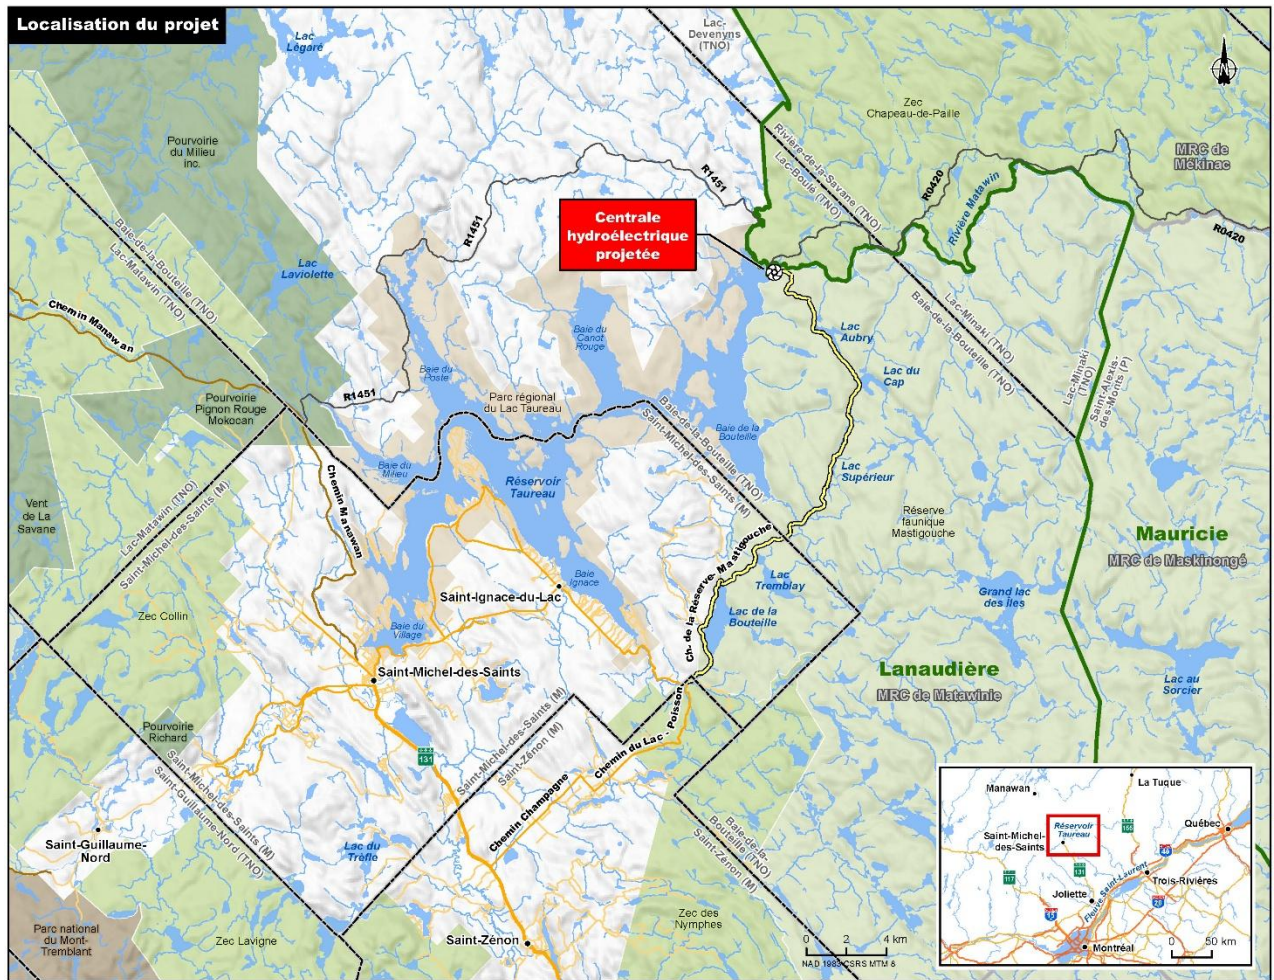 Localisation du projet
Lac
Légaré
Lac-
Devenyns
(TNO)
Zec
Chapeau-de-Paille
N
Pourvoirie
du Milieu
inc.
MRC de
Mékinac
Rivière-de-la-Savane (TNO)
Lac-Boulé (TNO)
R0420
R1451
Rivière Matawin
R0420
Centrale
hydroélectrique
projetée
R1451
Baie-de-la-Bouteille (TNO)
Lac-Matawin (TNO)
Lac
Laviolette
Chemin Manawan
Lac-Minaki (TNO)
Baie-de-la-Bouteille (TNO)
Baie du
Canot
Rouge
Lac
Aubry
Lac du
Cap
Baie du
Poste
Lac-Minaki
(TNO)
Saint-Alexis-
des-Monts (P)
R1451
Parc régional
du Lac Taureau
Pourvoirie
Pignon Rouge
Mokocan
Baie-de-la-Bouteille (TNO)
Saint-Michel-des-Saints (M)
Baie de la
Bouteille
Baie du
Milieu
Réservoir
Taureau
Lac
Supérieur
Chemin Manawan
Lac-Matawin (TNO)
Saint-Michel-des-Saints (M)
Vent
de La
Savane
Réserve
faunique
Mastigouche
Mauricie
MRC de Maskinongé
Ch. de la Réserve-Mastigouche
Baie
Ignace
Lac
Tremblay
Saint-Ignace-du-Lac
Grand lac
des Îles
Zec Collin
Baie du
Village
Lac de la
Bouteille
Saint-Michel-des-Saints
Lanaudière
MRC de Matawinie
Lac au
Sorcier
Pourvoirie
Richard
Saint-Michel-des-Saints (M)
Saint-Zénon (M)
Chemin du Lac - Poisson
131
Saint-Michel-des-Saints (M)
Saint-Guillaume-Nord (TNO)
Chemin Champagne
Saint-Guillaume-
Nord
Lac du
Trèfle
Baie-de-la-
Bouteille (TNO)
Saint-Zénon (M)
Parc national
du Mont-
Tremblant
Zec Lavigne
Saint-Zénon
Zec des
Nymphes
0 2 4 km
NAD 1983 CSRS MTM 8
Manawan
La Tuque
Réservoir
Taureau
Saint-Michel-
des-Saints
155
Québec
40
117
131
Trois-Rivières
Joliette
Fleuve Saint-Laurent
15
20
Montréal
0 50 km